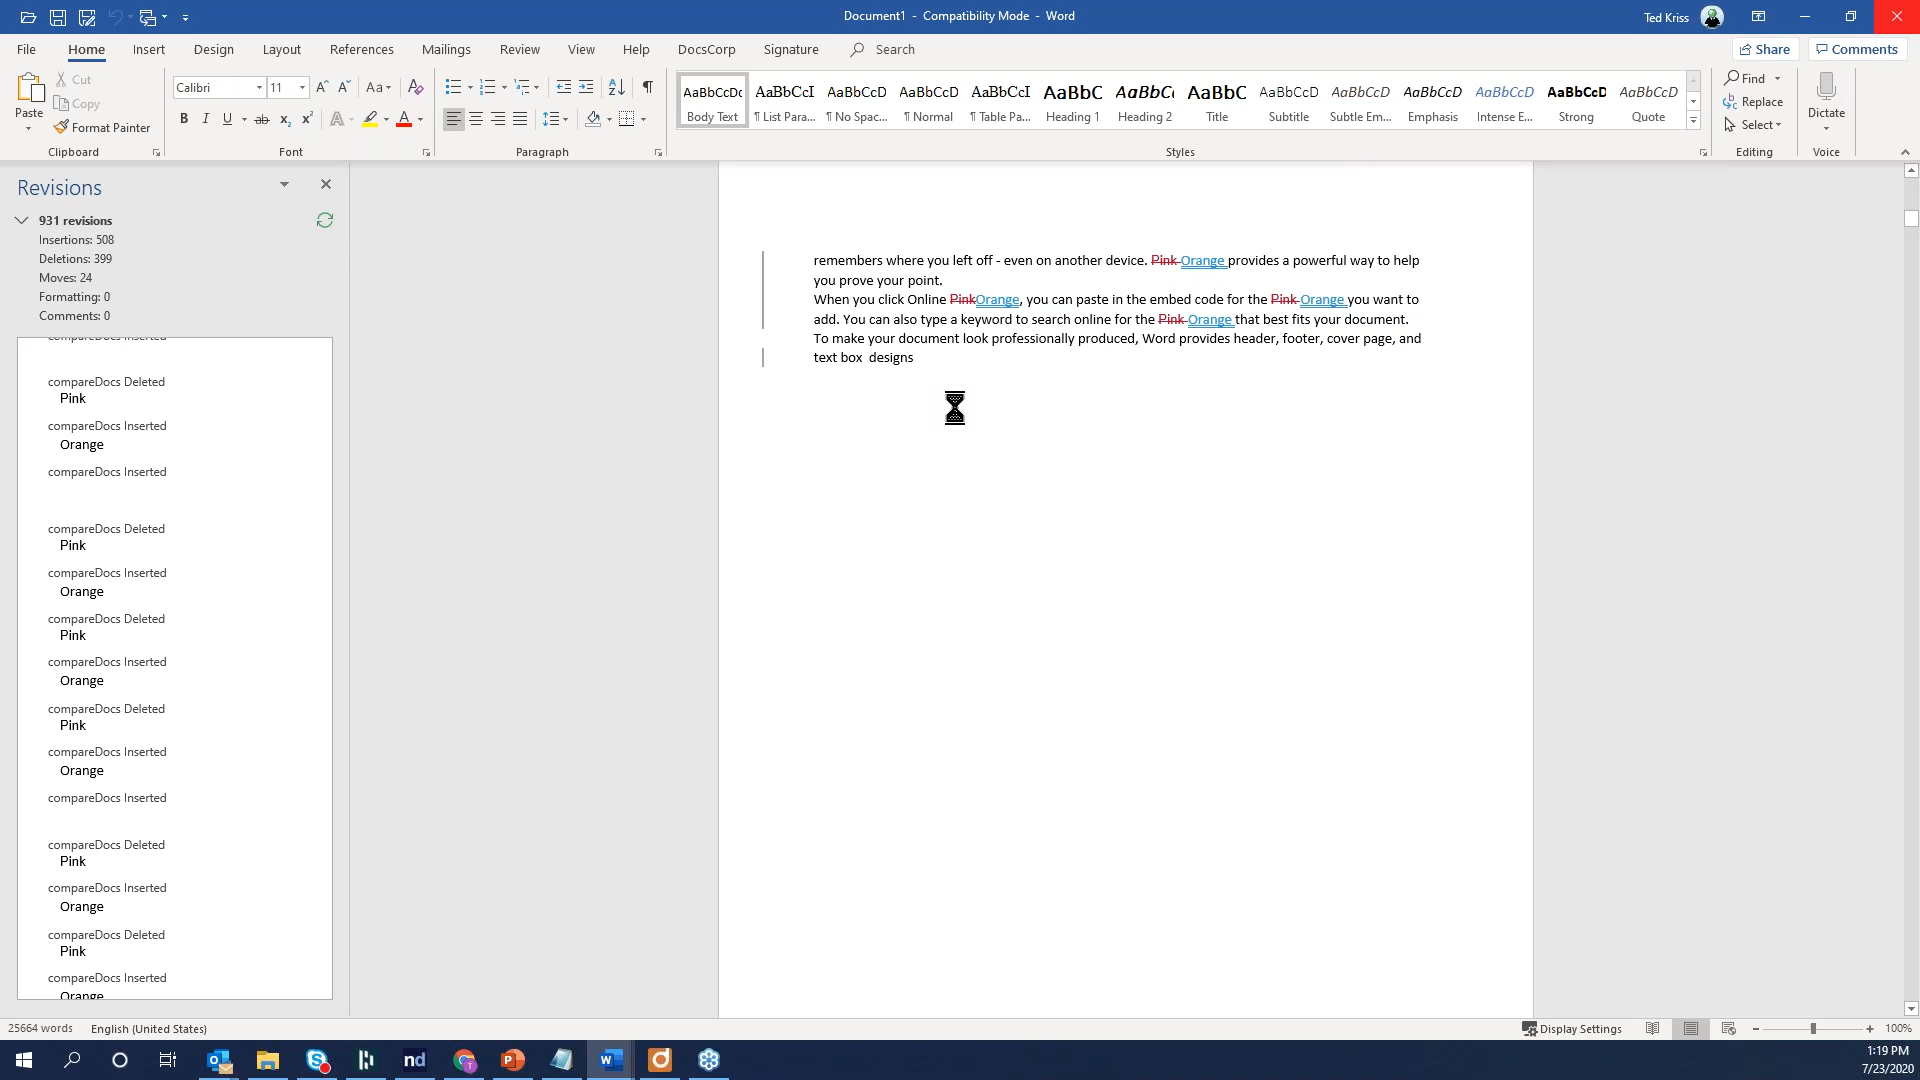 Document1 - Compatibility Mode - Word
Ted Kriss
File Home Insert Design Layout References Mailings Review View Help DocsCorp Signature Search
Share Comments
Paste
Cut
Copy
Format Painter
Clipboard
Calibri 11
Font
Paragraph
AaBbCcDc AaBbCcI AaBbCcD AaBbCcD AaBbCcI AaBbC AaBbC AaBbC AaBbCcD AaBbCcD AaBbCcD AaBbCcD AaBbCcD AaBbCcD
Body Text ¶ List Para... ¶ No Spac... ¶ Normal ¶ Table Pa... Heading 1 Heading 2 Title Subtitle Subtle Em... Emphasis Intense E... Strong Quote
Styles
Find
Replace
Select
Editing
Dictate
Voice
Revisions
931 revisions
Insertions: 508
Deletions: 399
Moves: 24
Formatting: 0
Comments: 0
compareDocs Inserted
compareDocs Deleted
Pink
compareDocs Inserted
Orange
compareDocs Inserted
compareDocs Deleted
Pink
compareDocs Inserted
Orange
compareDocs Deleted
Pink
compareDocs Inserted
Orange
compareDocs Deleted
Pink
compareDocs Inserted
Orange
compareDocs Inserted
compareDocs Deleted
Pink
compareDocs Inserted
Orange
compareDocs Deleted
Pink
compareDocs Inserted
Orange
remembers where you left off - even on another device. Pink Orange provides a powerful way to help
you prove your point.
When you click Online PinkOrange, you can paste in the embed code for the Pink Orange you want to
add. You can also type a keyword to search online for the Pink Orange that best fits your document.
To make your document look professionally produced, Word provides header, footer, cover page, and
text box  designs
25664 words English (United States)
Display Settings
100%
nd
1:19 PM
7/23/2020